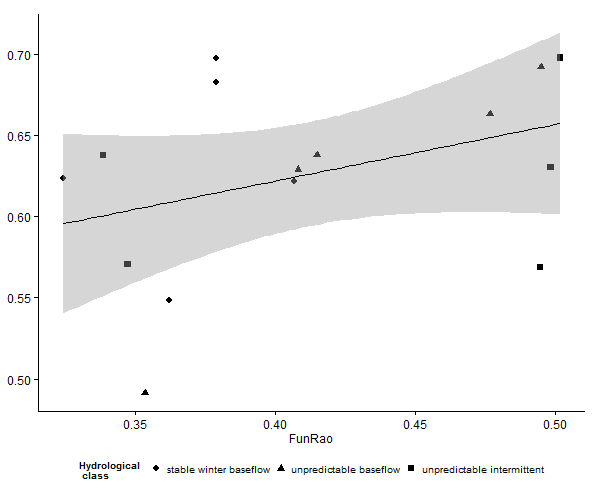 0.70
0.65
0.60
0.55
0.50
0.35 0.40 0.45 0.50
FunRao
Hydrological
class
stable winter baseflow unpredictable baseflow unpredictable intermittent